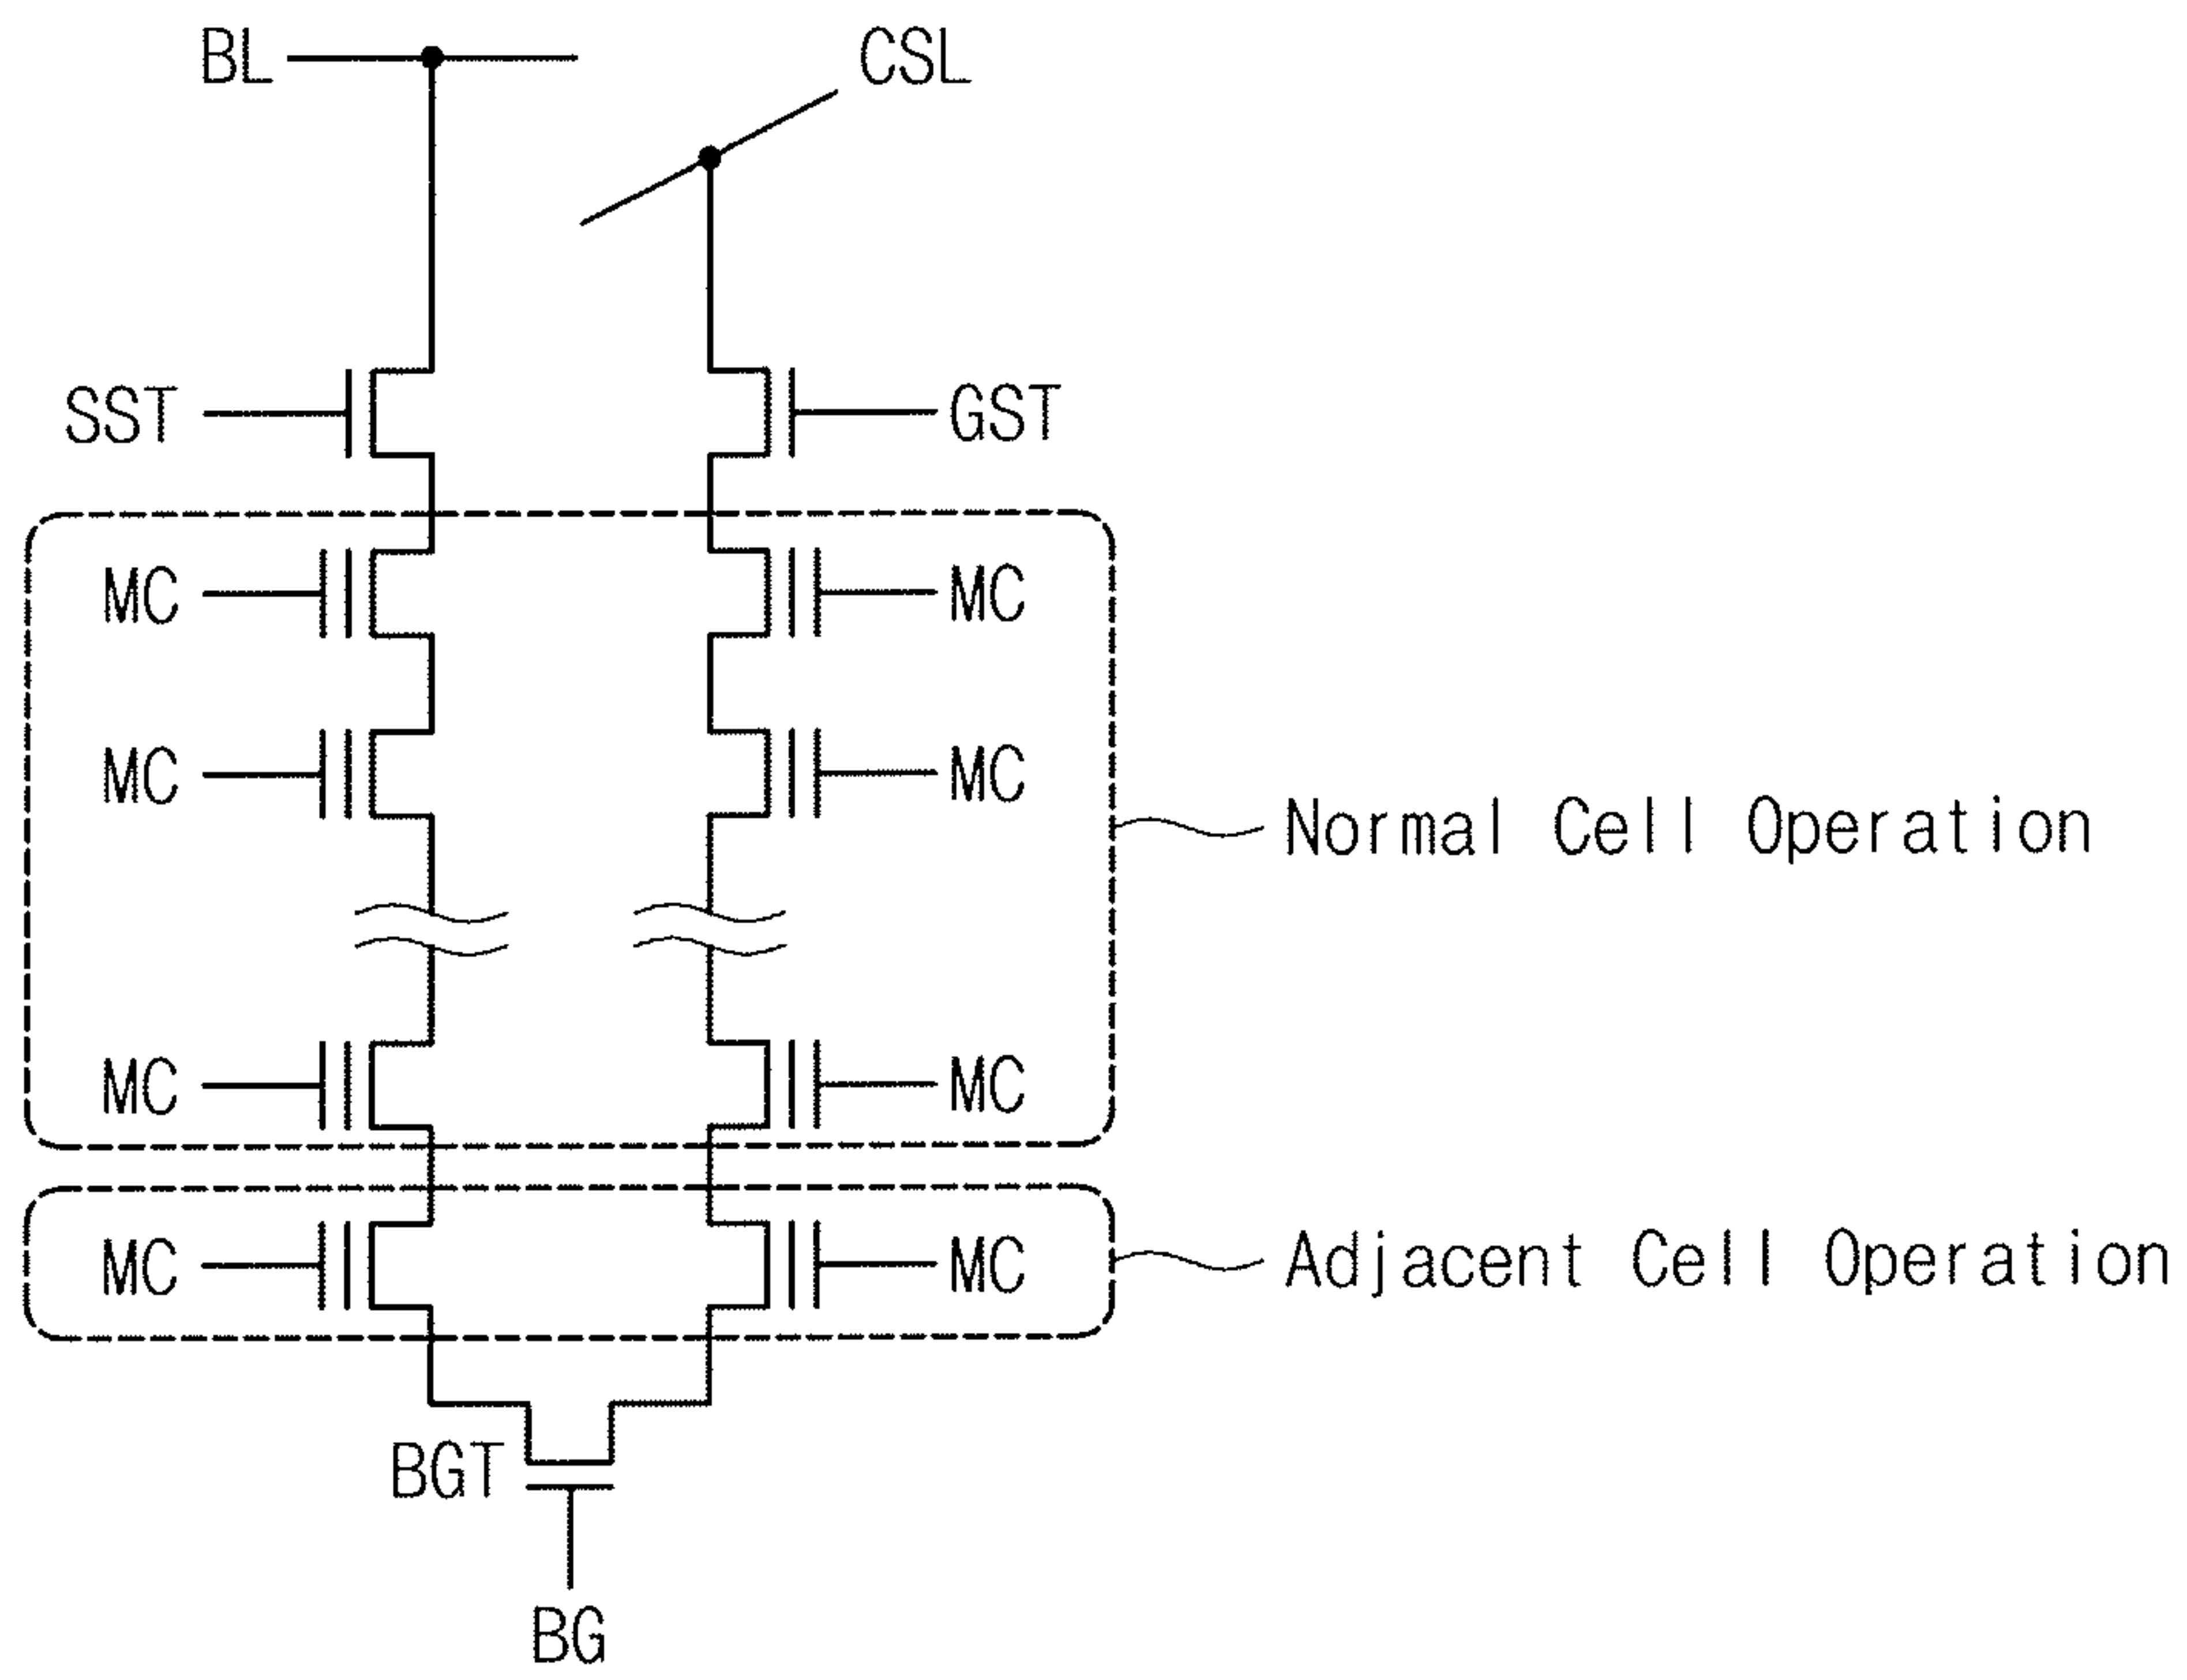 BL
CSL
SST
GST
MC
MC
MC
MC
Normal Cell Operation
MC
MC
MC
MC
Adjacent Cell Operation
BGT
BG